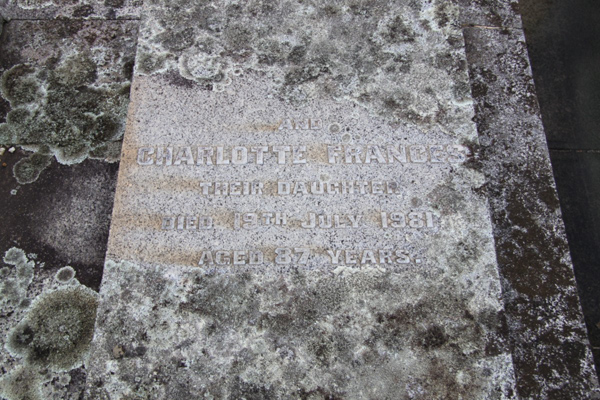 AND
CHARLOTTE FRANCES
THEIR DAUGHTER
DIED 19TH JULY 1981
AGED 87 YEARS.